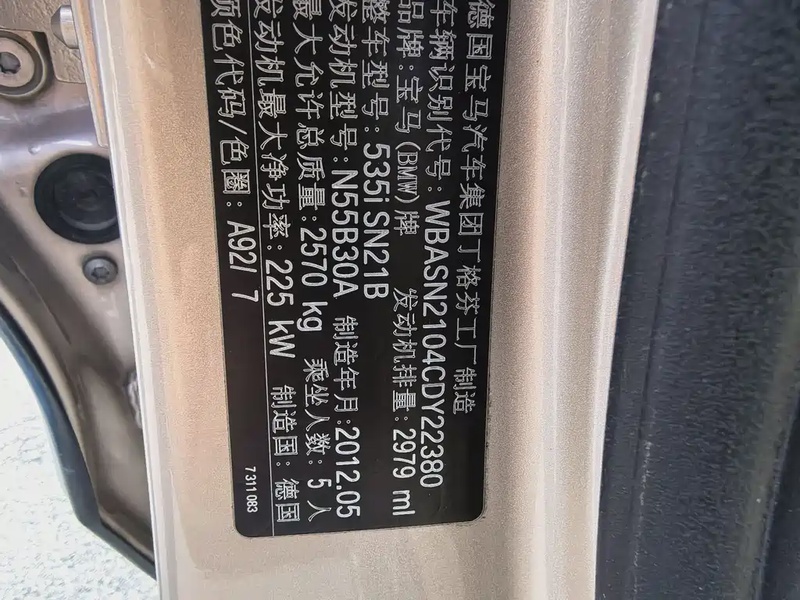 德国宝马汽车集团丁格芬工厂制造
车辆识别代号:WBASN2104CDY22380
品牌:宝马(BMW)牌 发动机排量:2979 ml
整车型号:535i SN21B
发动机型号:N55B30A 制造年月:2012.05
最大允许总质量:2570 kg 乘坐人数:5 人
发动机最大净功率:225 kW 制造国:德国
颜色代码/色圈:A92/ 7
7 311 083